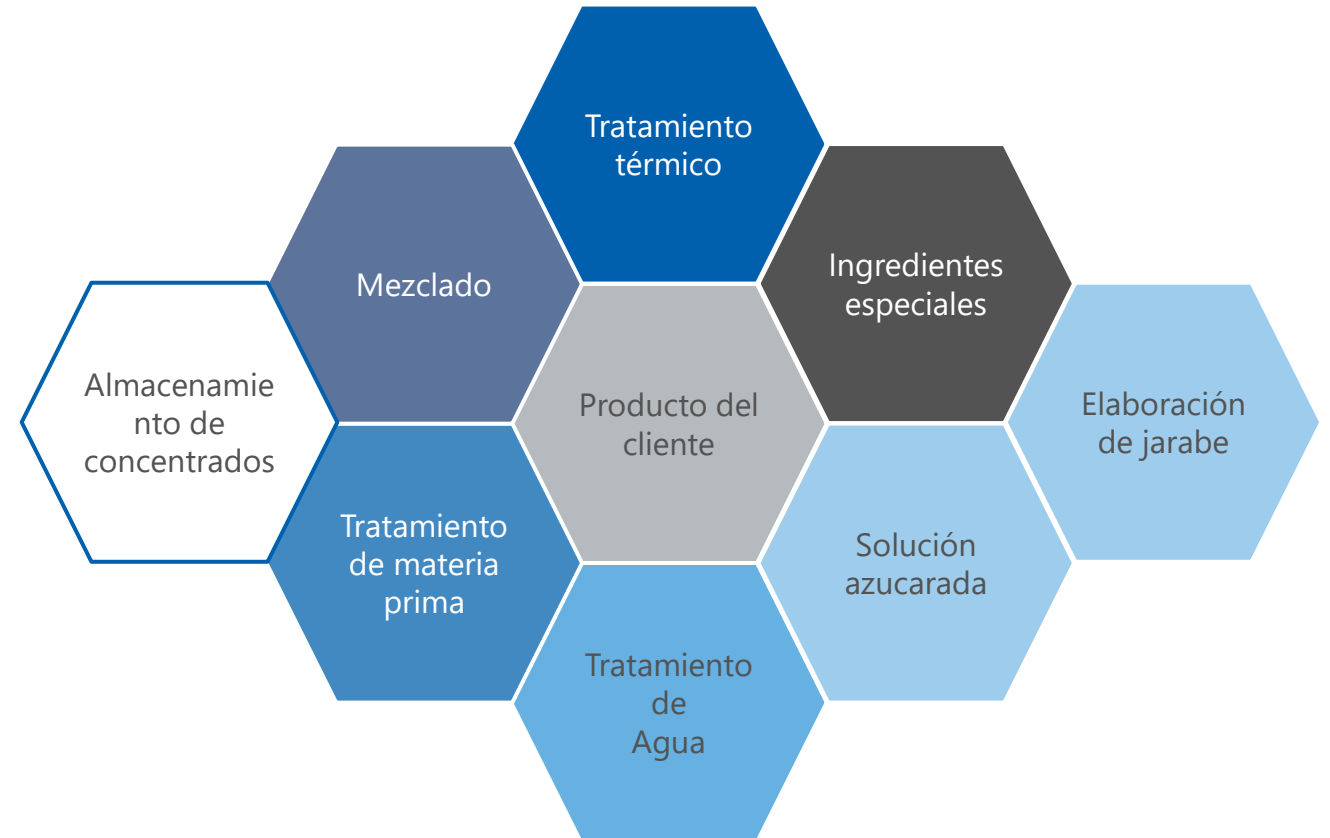 Tratamiento
térmico
Mezclado
Ingredientes
especiales
Almacenamie
nto de
concentrados
Producto del
cliente
Elaboración
de jarabe
Tratamiento
de materia
prima
Solución
azucarada
Tratamiento
de
Agua